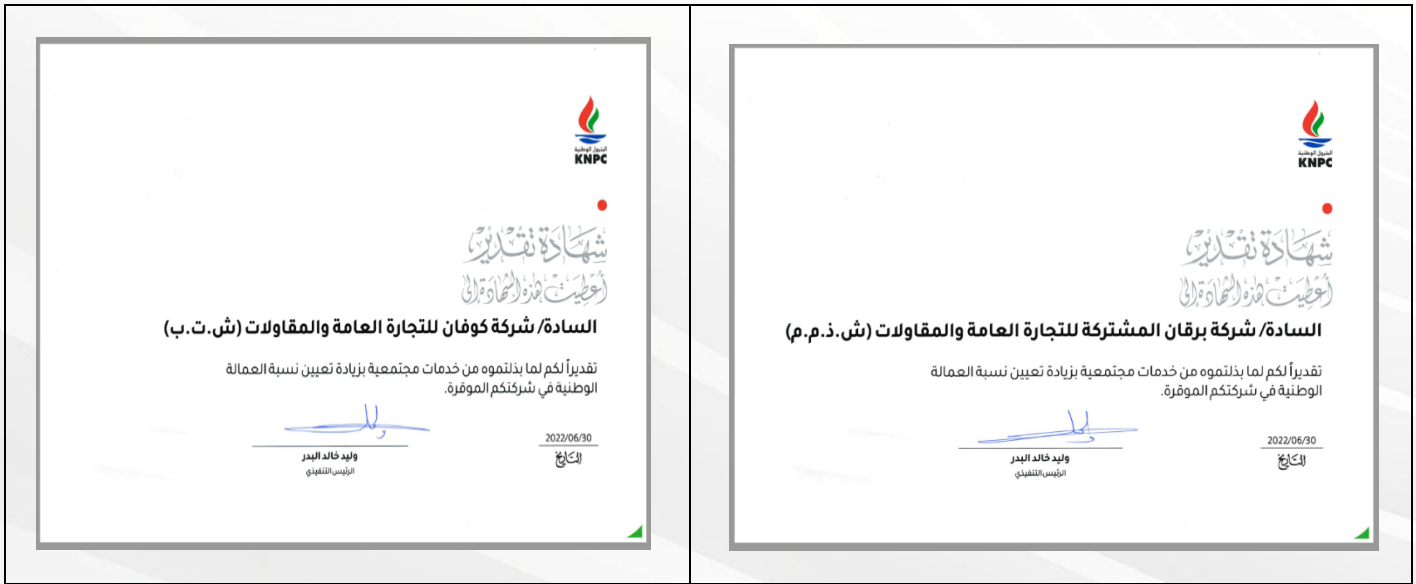 البترول الوطنية
KNPC
شهادة تقدير
أعطيت هذه الشهادة إلى
السادة/ شركة برقان المشتركة للتجارة العامة والمقاولات (ش.ذ.م.م)
تقديراً لكم لما بذلتموه من خدمات مجتمعية بزيادة تعيين نسبة العمالة
الوطنية في شركتكم الموقرة.
2022/06/30
التاريخ
وليد خالد البدر
الرئيس التنفيذي
البترول الوطنية
KNPC
شهادة تقدير
أعطيت هذه الشهادة إلى
السادة/ شركة كوفان للتجارة العامة والمقاولات (ش.ت.ب)
تقديراً لكم لما بذلتموه من خدمات مجتمعية بزيادة تعيين نسبة العمالة
الوطنية في شركتكم الموقرة.
2022/06/30
التاريخ
وليد خالد البدر
الرئيس التنفيذي